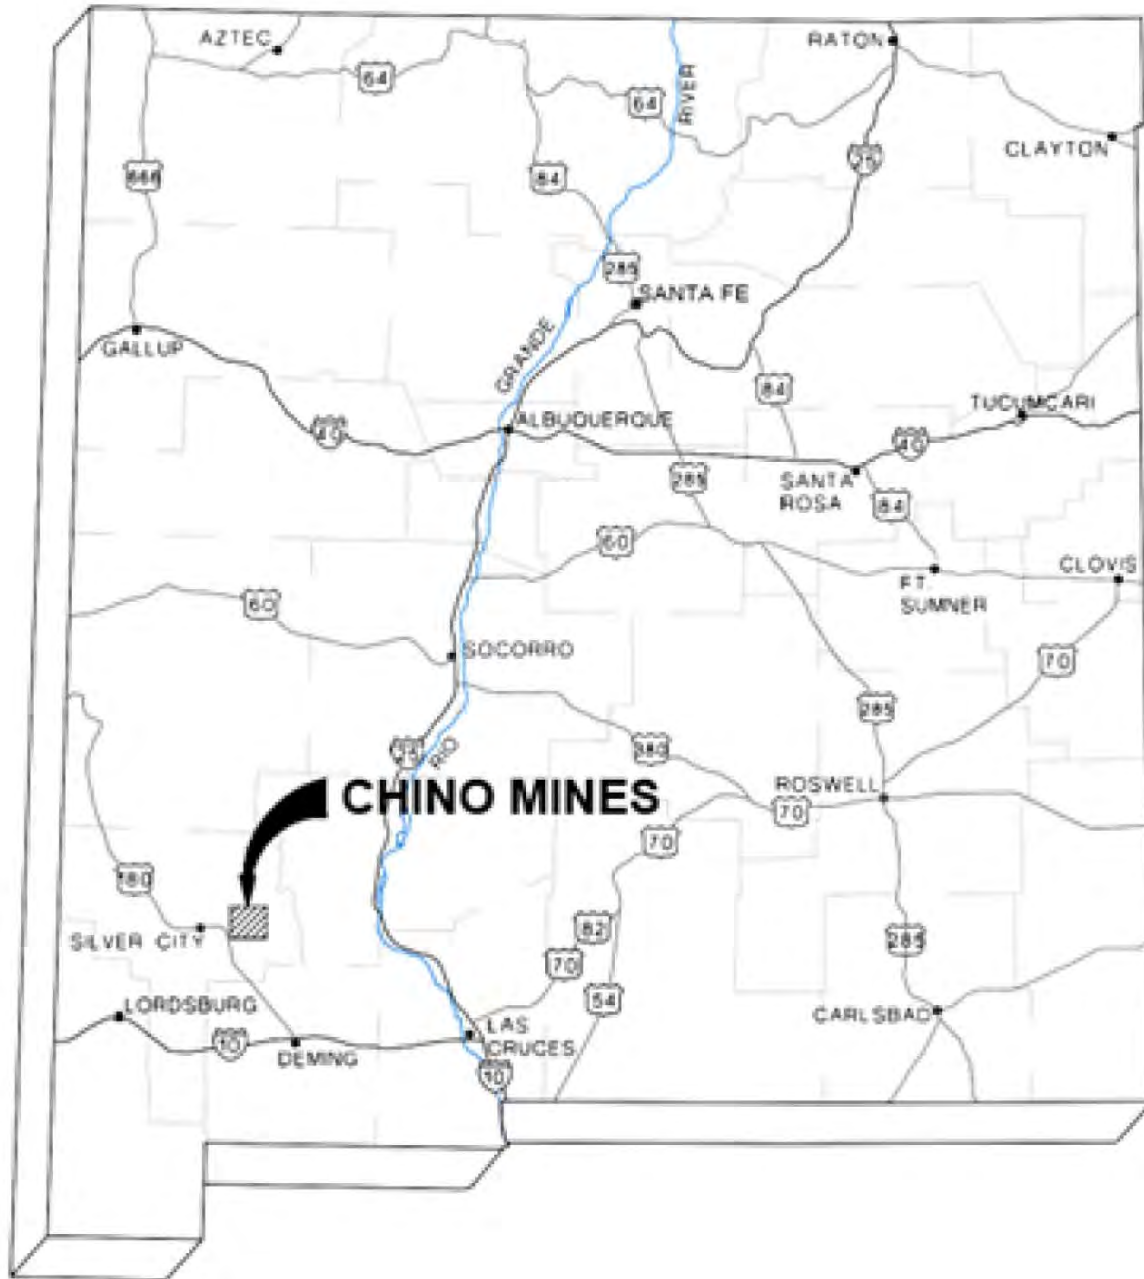 AZTEC
RATON
64
64
RIVER
CLAYTON
25
666
84
285
SANTA FE
GALLUP
GRANDE
84
TUCUMCARI
ALBUQUERQUE
40
40
285
SANTA
ROSA
84
60
CLOVIS
FT.
SUMNER
60
SOCORRO
70
285
380
25
RIO
ROSWELL
CHINO MINES
70
70
180
82
SILVER CITY
285
70
54
LORDSBURG
CARLSBAD
LAS
CRUCES
10
DEMING
10